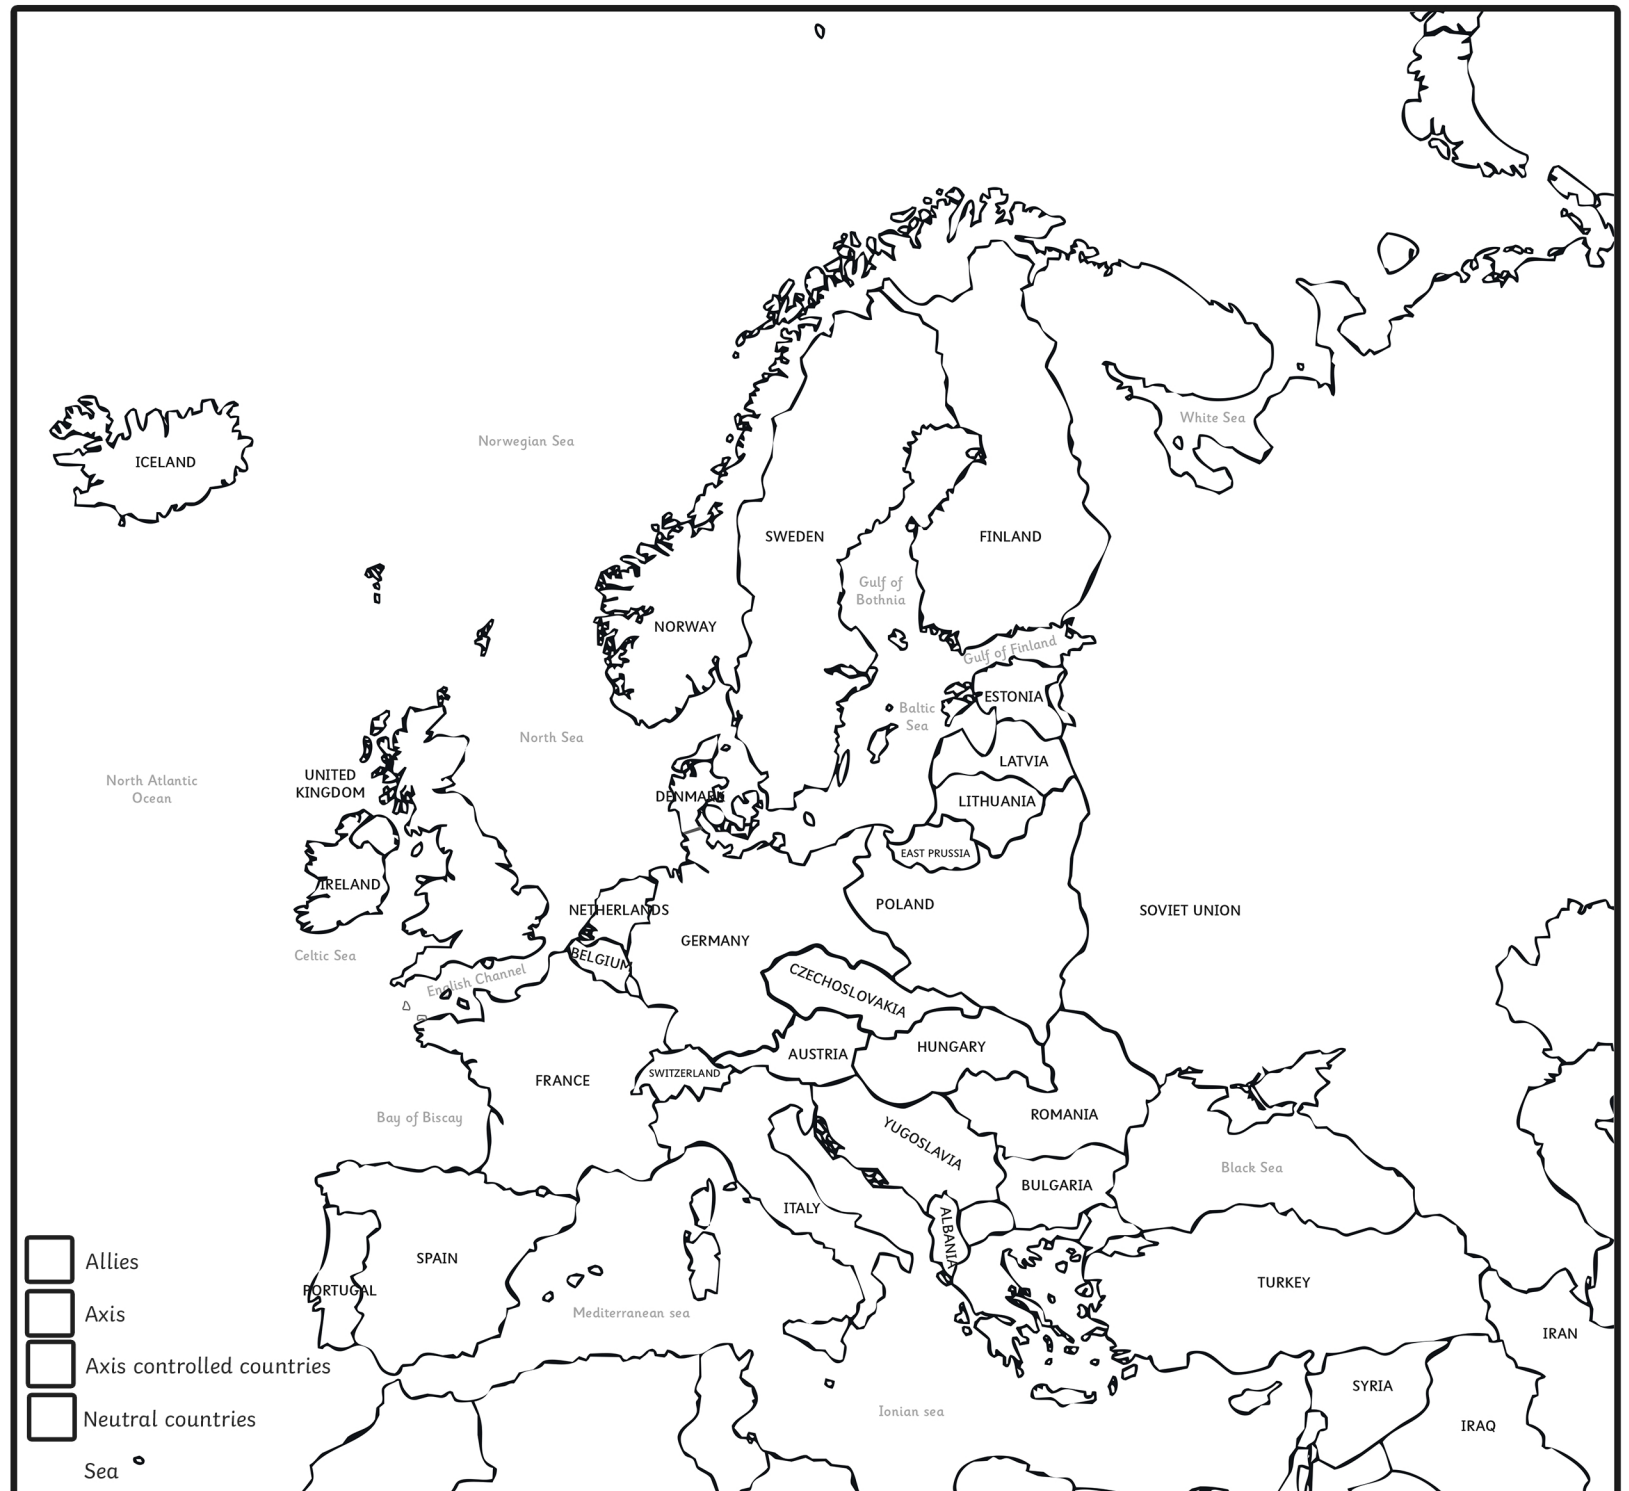 White Sea
Norwegian Sea
ICELAND
SWEDEN
FINLAND
Gulf of
Bothnia
NORWAY
Gulf of Finland
ESTONIA
Baltic
Sea
North Sea
LATVIA
North Atlantic
Ocean
UNITED
KINGDOM
DENMARK
LITHUANIA
EAST PRUSSIA
IRELAND
POLAND
NETHERLANDS
SOVIET UNION
GERMANY
Celtic Sea
BELGIUM
English Channel
CZECHOSLOVAKIA
HUNGARY
AUSTRIA
SWITZERLAND
FRANCE
ROMANIA
Bay of Biscay
YUGOSLAVIA
Black Sea
BULGARIA
ITALY
ALBANIA
SPAIN
TURKEY
PORTUGAL
Mediterranean sea
IRAN
SYRIA
Ionian sea
IRAQ
Allies
Axis
Axis controlled countries
Neutral countries
Sea